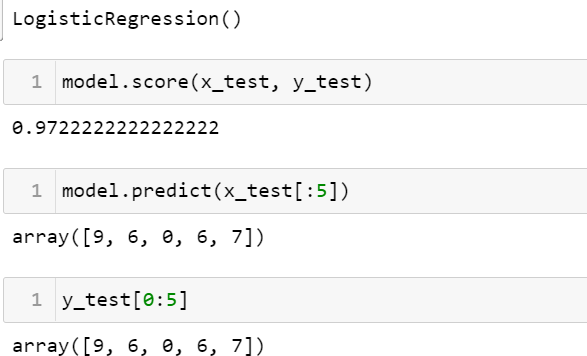 LogisticRegression()
1 model.score(x_test, y_test)
0.9722222222222222
1 model.predict(x_test[:5])
array([9, 6, 0, 6, 7])
1 y_test[0:5]
array([9, 6, 0, 6, 7])